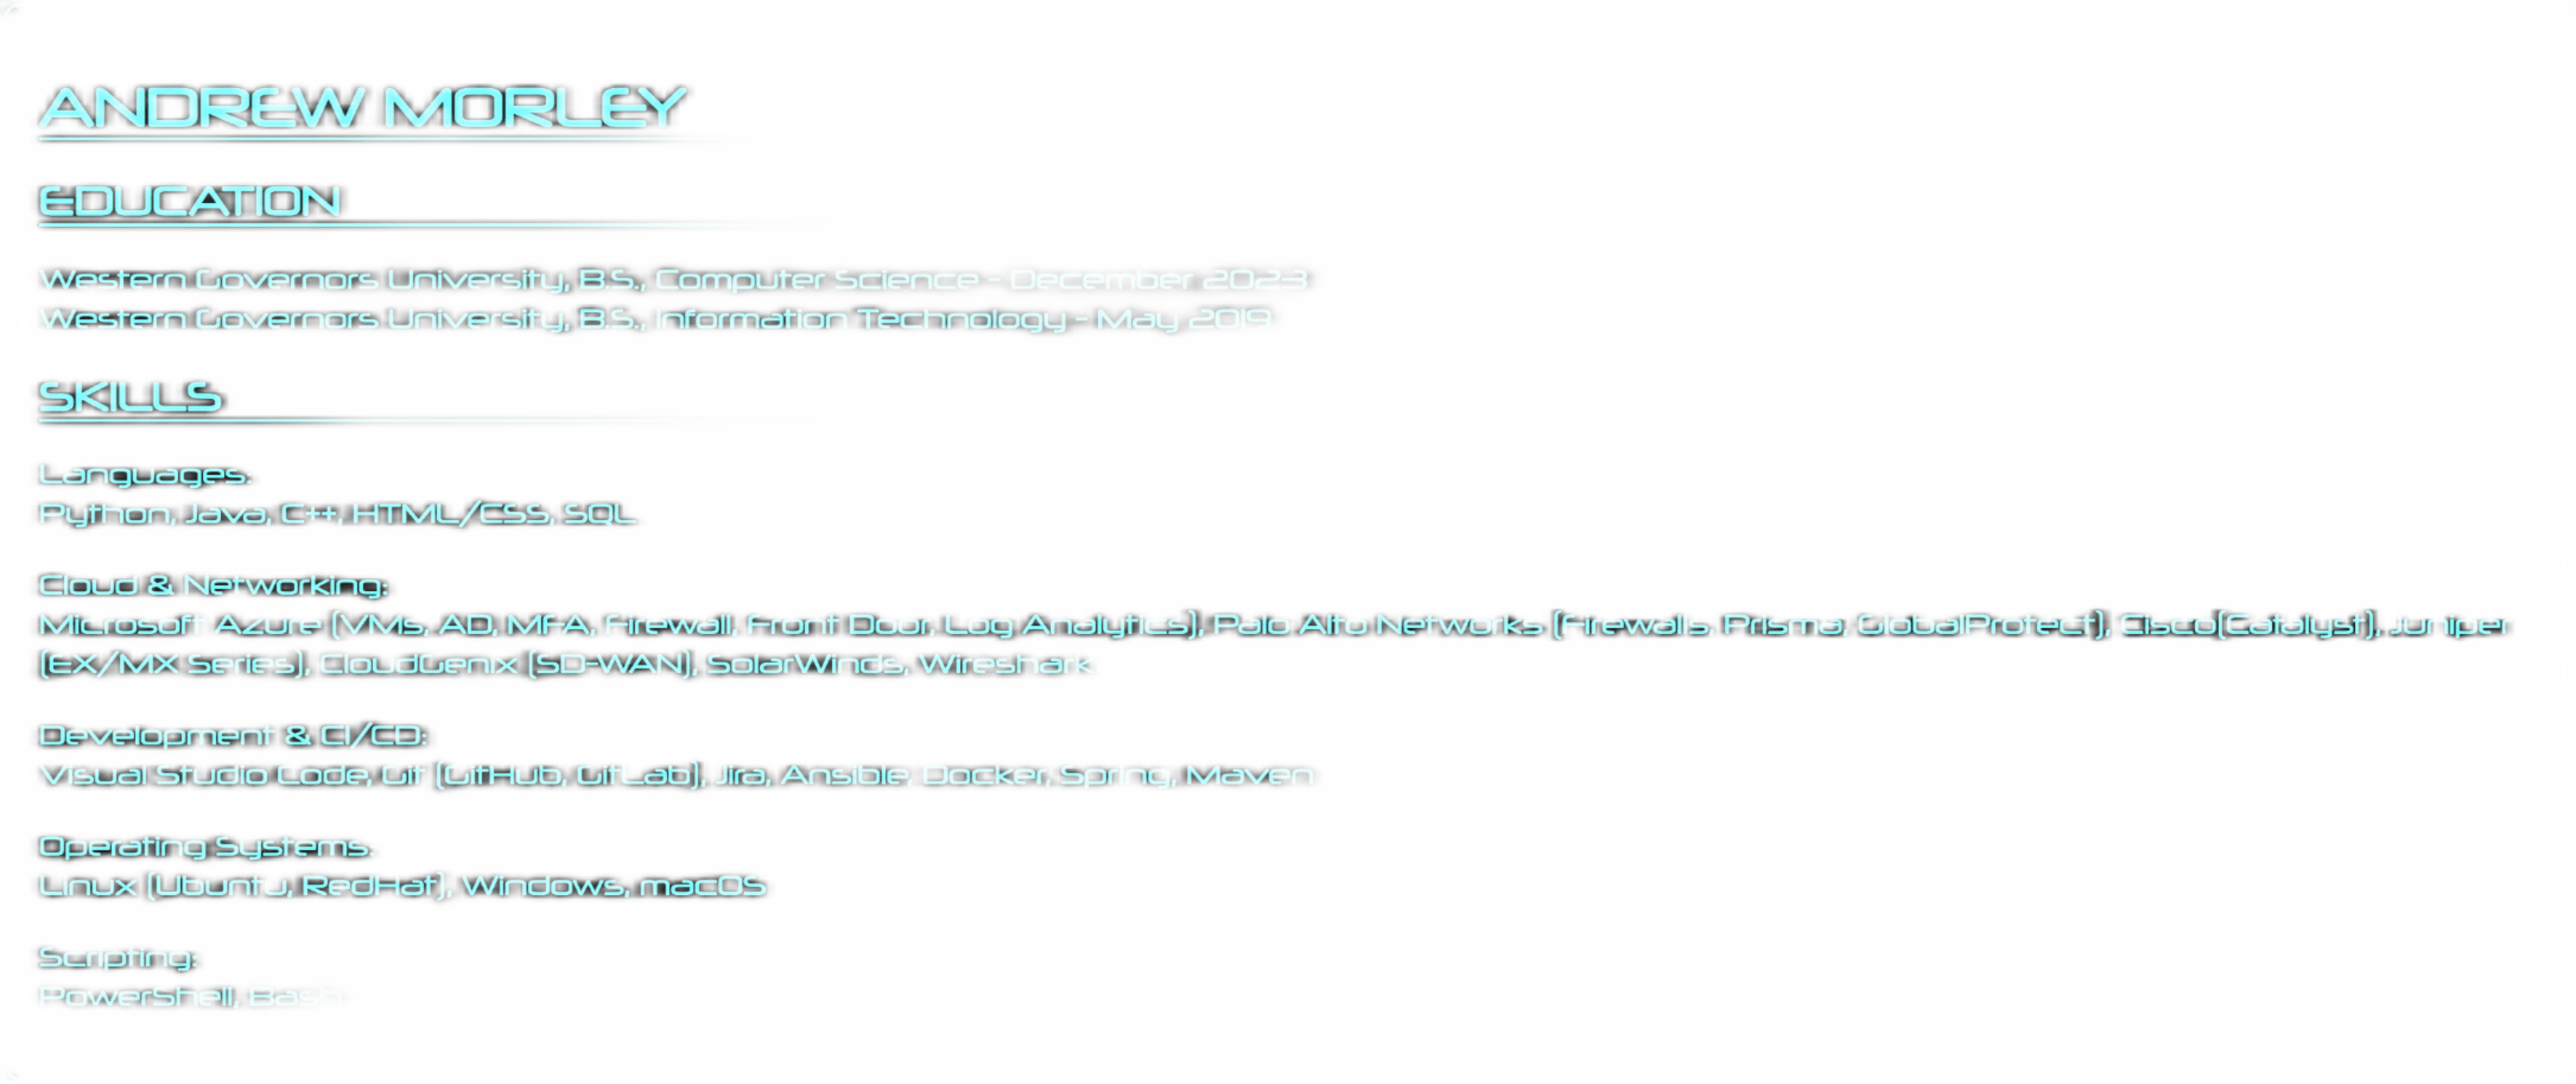 ANDREW MORLEY
EDUCATION
Western Governors University, B.S., Computer Science - December 2023
Western Governors University, B.S., Information Technology - May 2019
SKILLS
Languages:
Python, Java, C++, HTML/CSS, SQL
Cloud & Networking:
Microsoft Azure (VMs, AD, MFA, Firewall, Front Door, Log Analytics), Palo Alto Networks (Firewalls, Prisma, GlobalProtect), Cisco(Catalyst), Juniper
(EX/MX Series), CloudGenix (SD-WAN), SolarWinds, Wireshark
Development & CI/CD:
Visual Studio Code, Git (GitHub, GitLab), Jira, Ansible, Docker, Spring, Maven
Operating Systems:
Linux (Ubuntu, RedHat), Windows, macOS
Scripting:
PowerShell, Bash